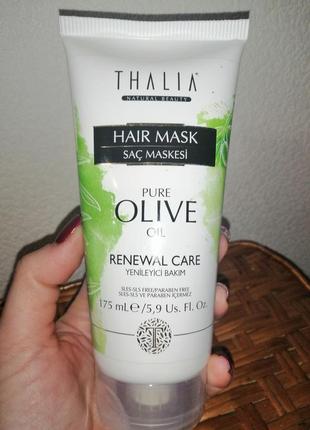 THALIA®
NATURAL BEAUTY
HAIR MASK
SAÇ MASKESİ
PURE
OLIVE
OIL
RENEWAL CARE
YENİLEYİCİ BAKIM
SLES-SLS FREE/PARABEN FREE
SLES-SLS VE PARABEN İÇERMEZ
175 mL℮/5,9 Us. Fl. Oz.